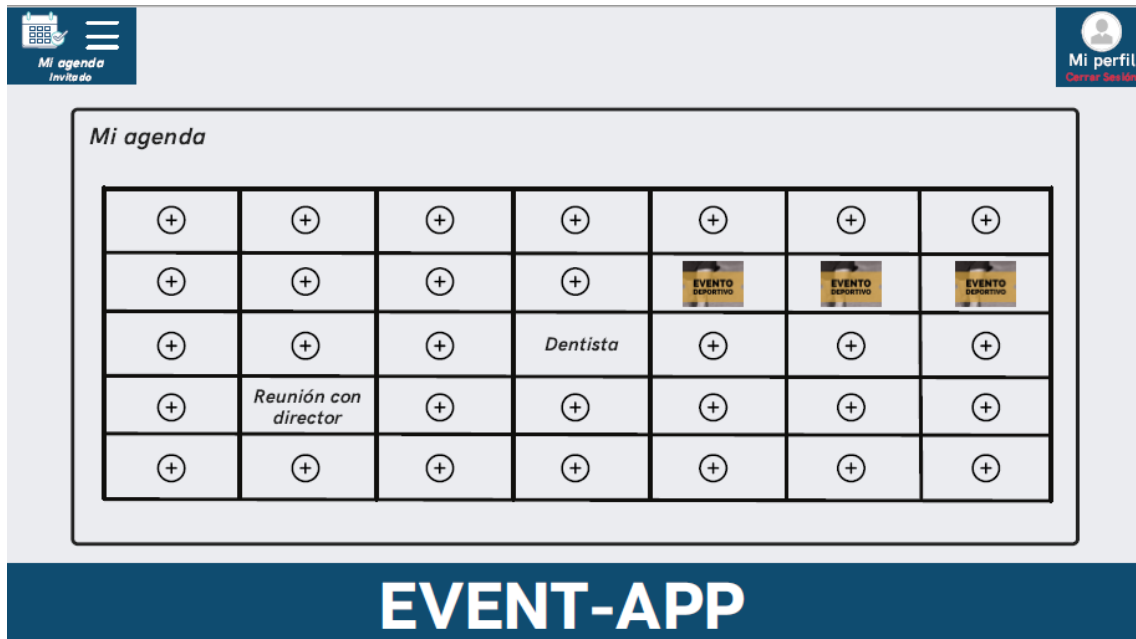 Mi agenda
Invitado
Mi perfil
Cerrar Sesión
Mi agenda
EVENTO
DEPORTIVO
EVENTO
DEPORTIVO
EVENTO
DEPORTIVO
Dentista
Reunión con
director
EVENT-APP